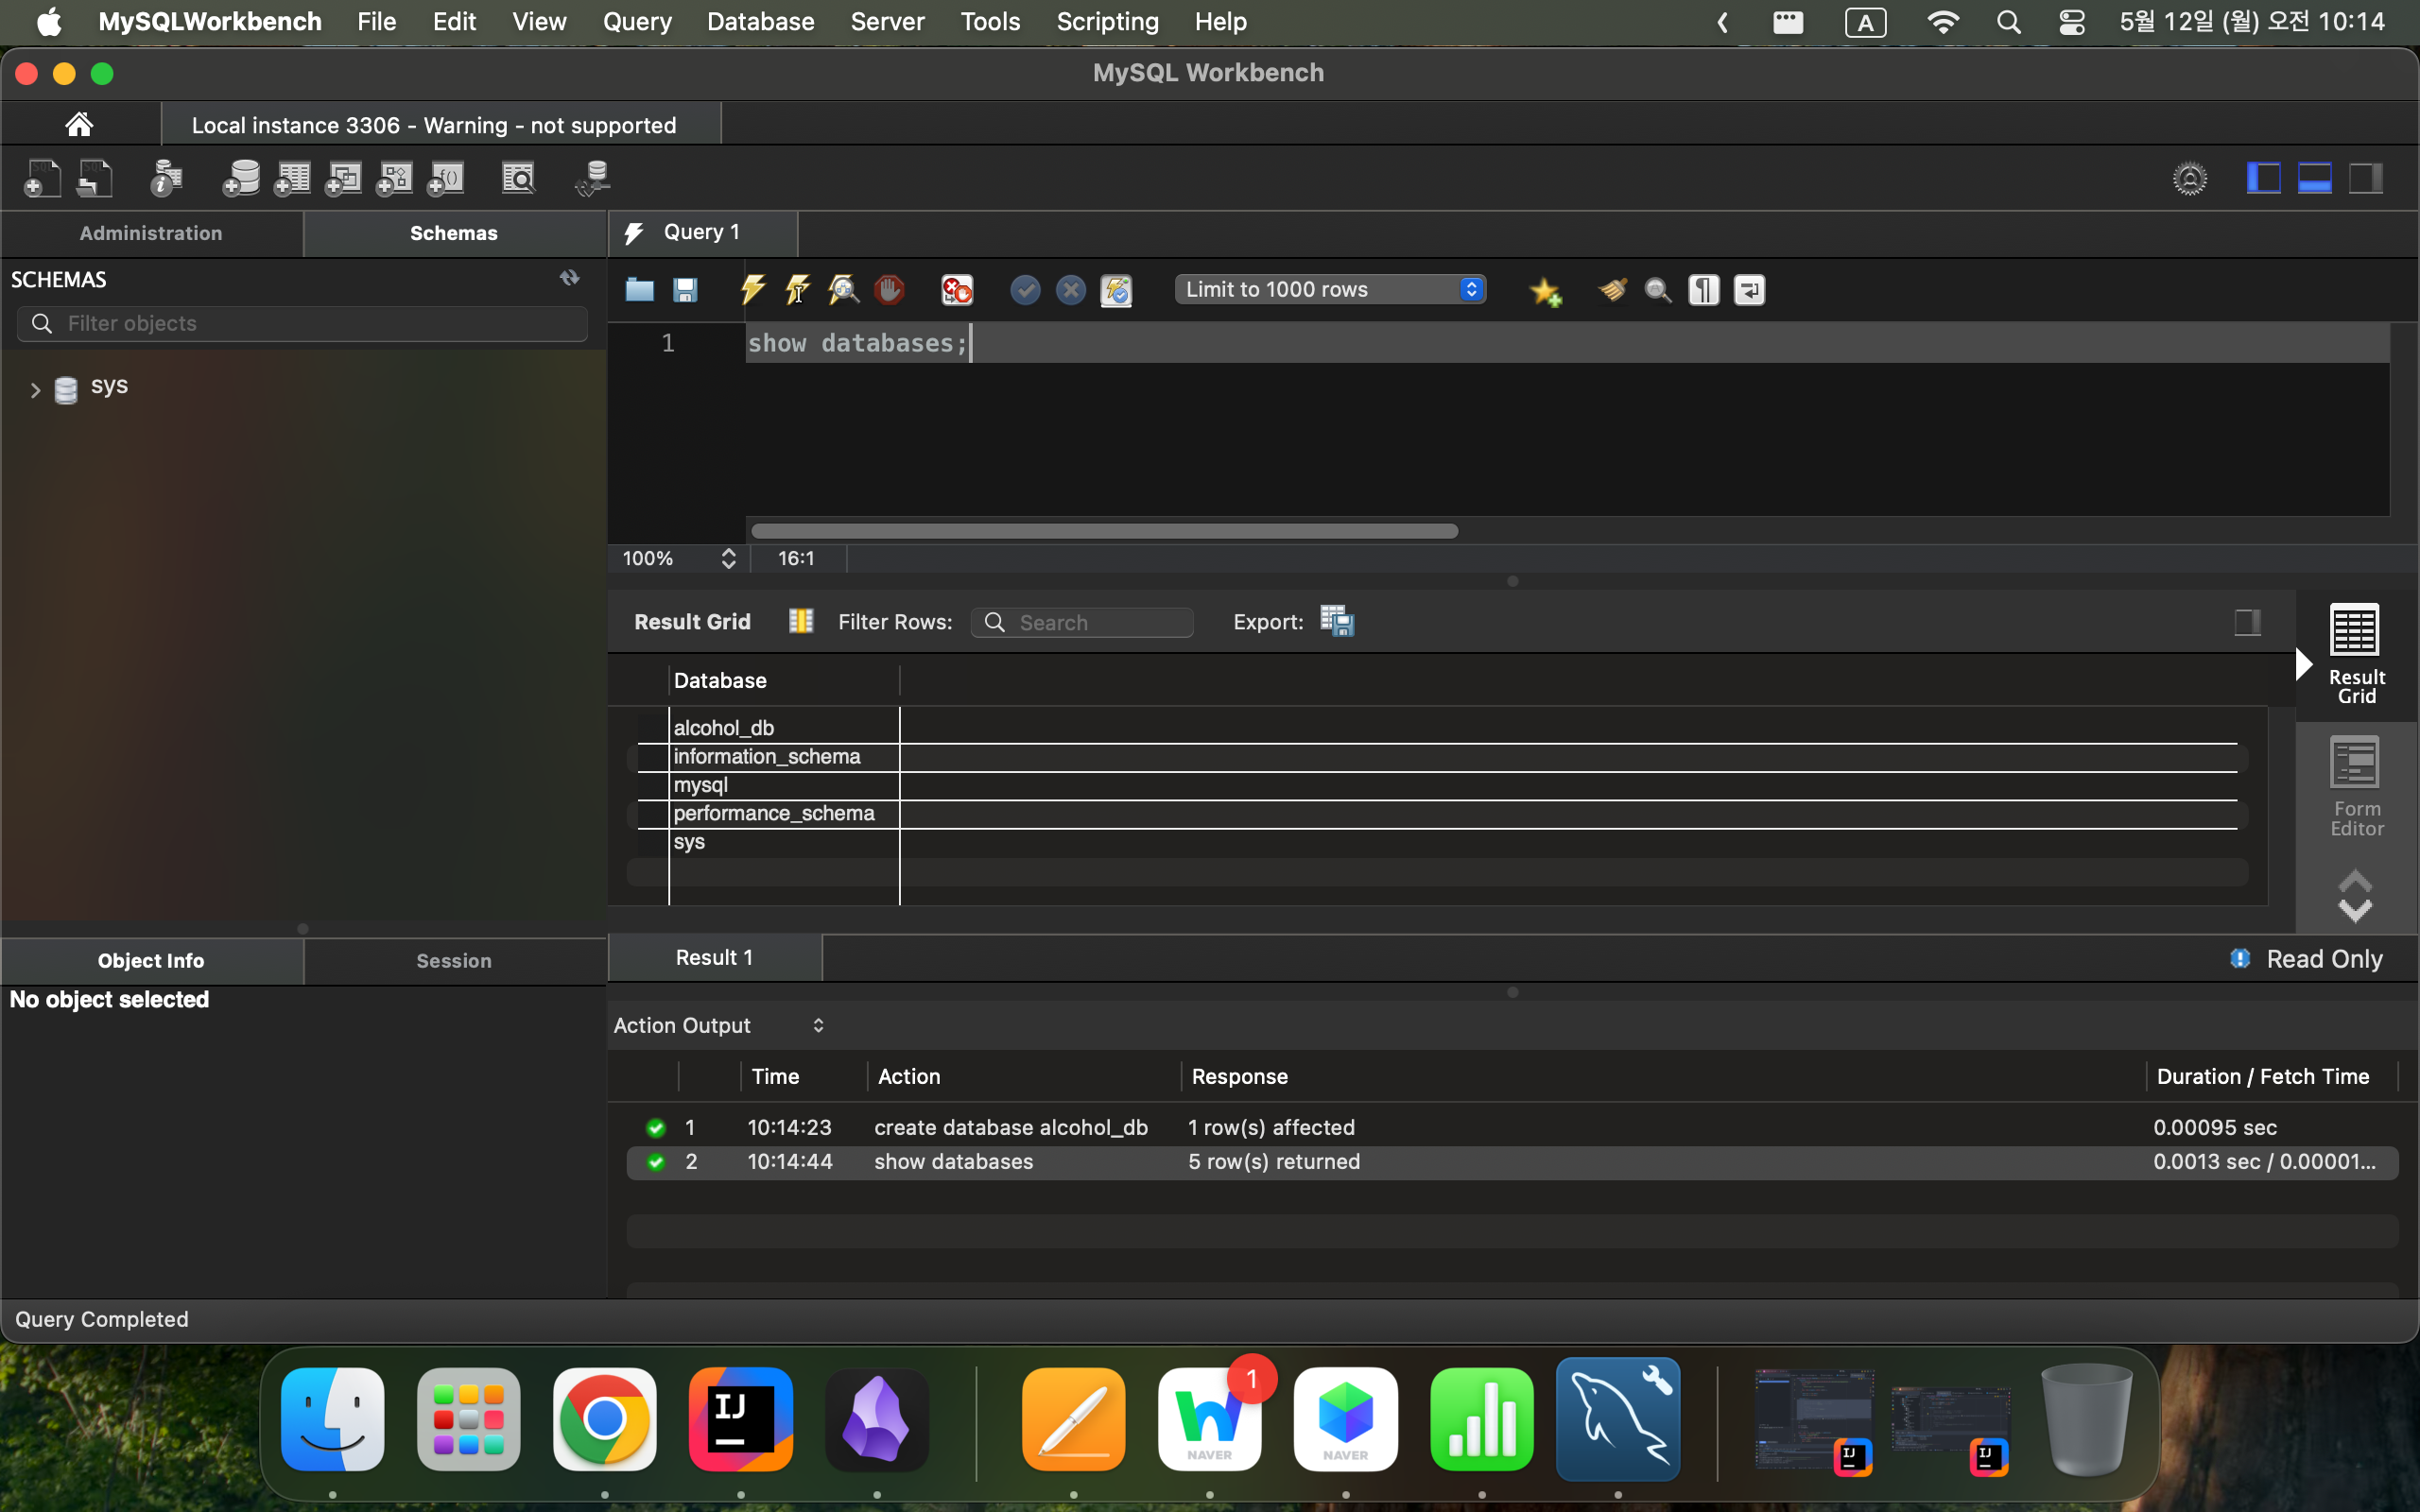 MySQLWorkbench File Edit View Query Database Server Tools Scripting Help A 5월 12일 (월) 오전 10:14
MySQL Workbench
Local instance 3306 - Warning - not supported
Administration Schemas Query 1
SCHEMAS
Filter objects
Limit to 1000 rows
sys
1 show databases;
100% 16:1
Result Grid Filter Rows: Search Export:
Result
Grid
Form
Editor
Database
alcohol_db
information_schema
mysql
performance_schema
sys
Result 1 Read Only
Object Info Session
No object selected
Action Output
Time Action Response Duration / Fetch Time
1 10:14:23 create database alcohol_db 1 row(s) affected 0.00095 sec
2 10:14:44 show databases 5 row(s) returned 0.0013 sec / 0.00001...
Query Completed
IJ
1
NAVER
NAVER
IJ
IJ